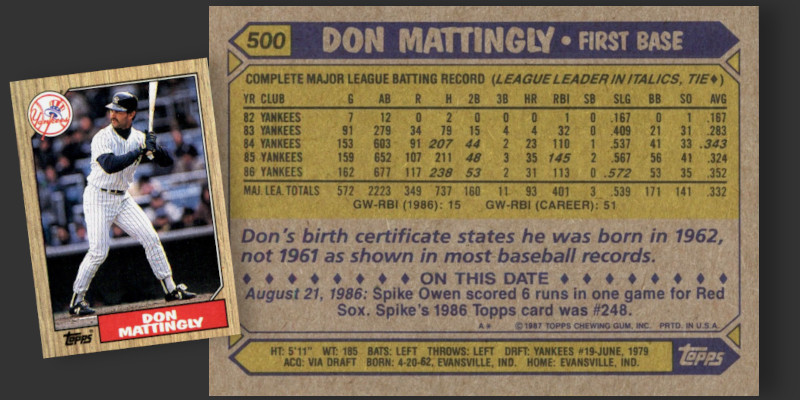 Yankees
DON
MATTINGLY
Topps
500 DON MATTINGLY • FIRST BASE
COMPLETE MAJOR LEAGUE BATTING RECORD (LEAGUE LEADER IN ITALICS, TIE♦)
YR CLUB G AB R H 2B 3B HR RBI SB SLG BB SO AVG
82 YANKEES 7 12 0 2 0 0 0 1 0 .167 0 1 .167
83 YANKEES 91 279 34 79 15 4 4 32 0 .409 21 31 .283
84 YANKEES 153 603 91 207 44 2 23 110 1 .537 41 33 .343
85 YANKEES 159 652 107 211 48 3 35 145 2 .567 56 41 .324
86 YANKEES 162 677 117 238 53 2 31 113 0 .572 53 35 .352
MAJ. LEA. TOTALS 572 2223 349 737 160 11 93 401 3 .539 171 141 .332
GW-RBI (1986): 15 GW-RBI (CAREER): 51
Don's birth certificate states he was born in 1962,
not 1961 as shown in most baseball records.
♦ ♦ ♦ ♦ ♦ ♦ ♦ ♦ ON THIS DATE ♦ ♦ ♦ ♦ ♦ ♦ ♦ ♦
August 21, 1986: Spike Owen scored 6 runs in one game for Red
Sox. Spike's 1986 Topps card was #248.
A* ©1987 TOPPS CHEWING GUM, INC. PRTD. IN U.S.A.
HT: 5'11" WT: 185 BATS: LEFT THROWS: LEFT DRFT: YANKEES #19-JUNE, 1979
ACQ: VIA DRAFT BORN: 4-20-62, EVANSVILLE, IND. HOME: EVANSVILLE, IND.
Topps